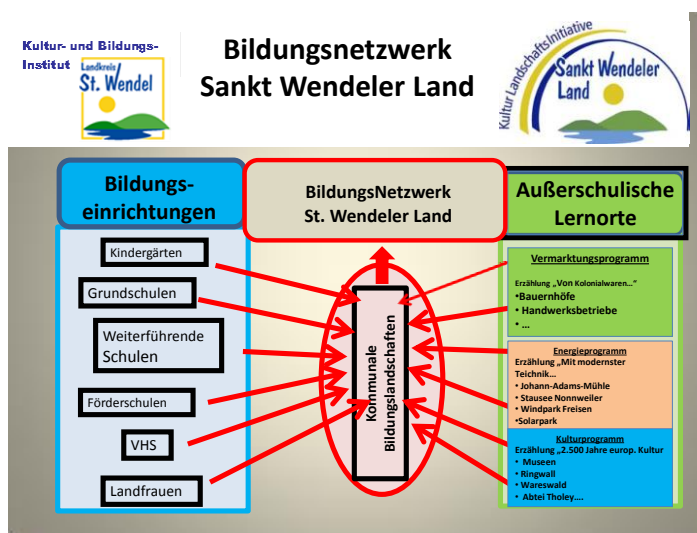 Kultur- und Bildungs-
Institut
Landkreis
St. Wendel
Bildungsnetzwerk
Sankt Wendeler Land
Kultur LandschaftsInitiative
Sankt Wendeler
Land
Bildungs-
einrichtungen
BildungsNetzwerk
St. Wendeler Land
Außerschulische
Lernorte
Kindergärten
Grundschulen
Weiterführende
Schulen
Förderschulen
VHS
Landfrauen
Kommunale
Bildungslandschaften
Vermarktungsprogramm
Erzählung „Von Kolonialwaren…“
•Bauernhöfe
• Handwerksbetriebe
• …
Energieprogramm
Erzählung „Mit modernster
Teichnik…
• Johann-Adams-Mühle
• Stausee Nonnweiler
• Windpark Freisen
•Solarpark
Kulturprogramm
Erzählung „2.500 Jahre europ. Kultur
• Museen
• Ringwall
• Wareswald
• Abtei Tholey….